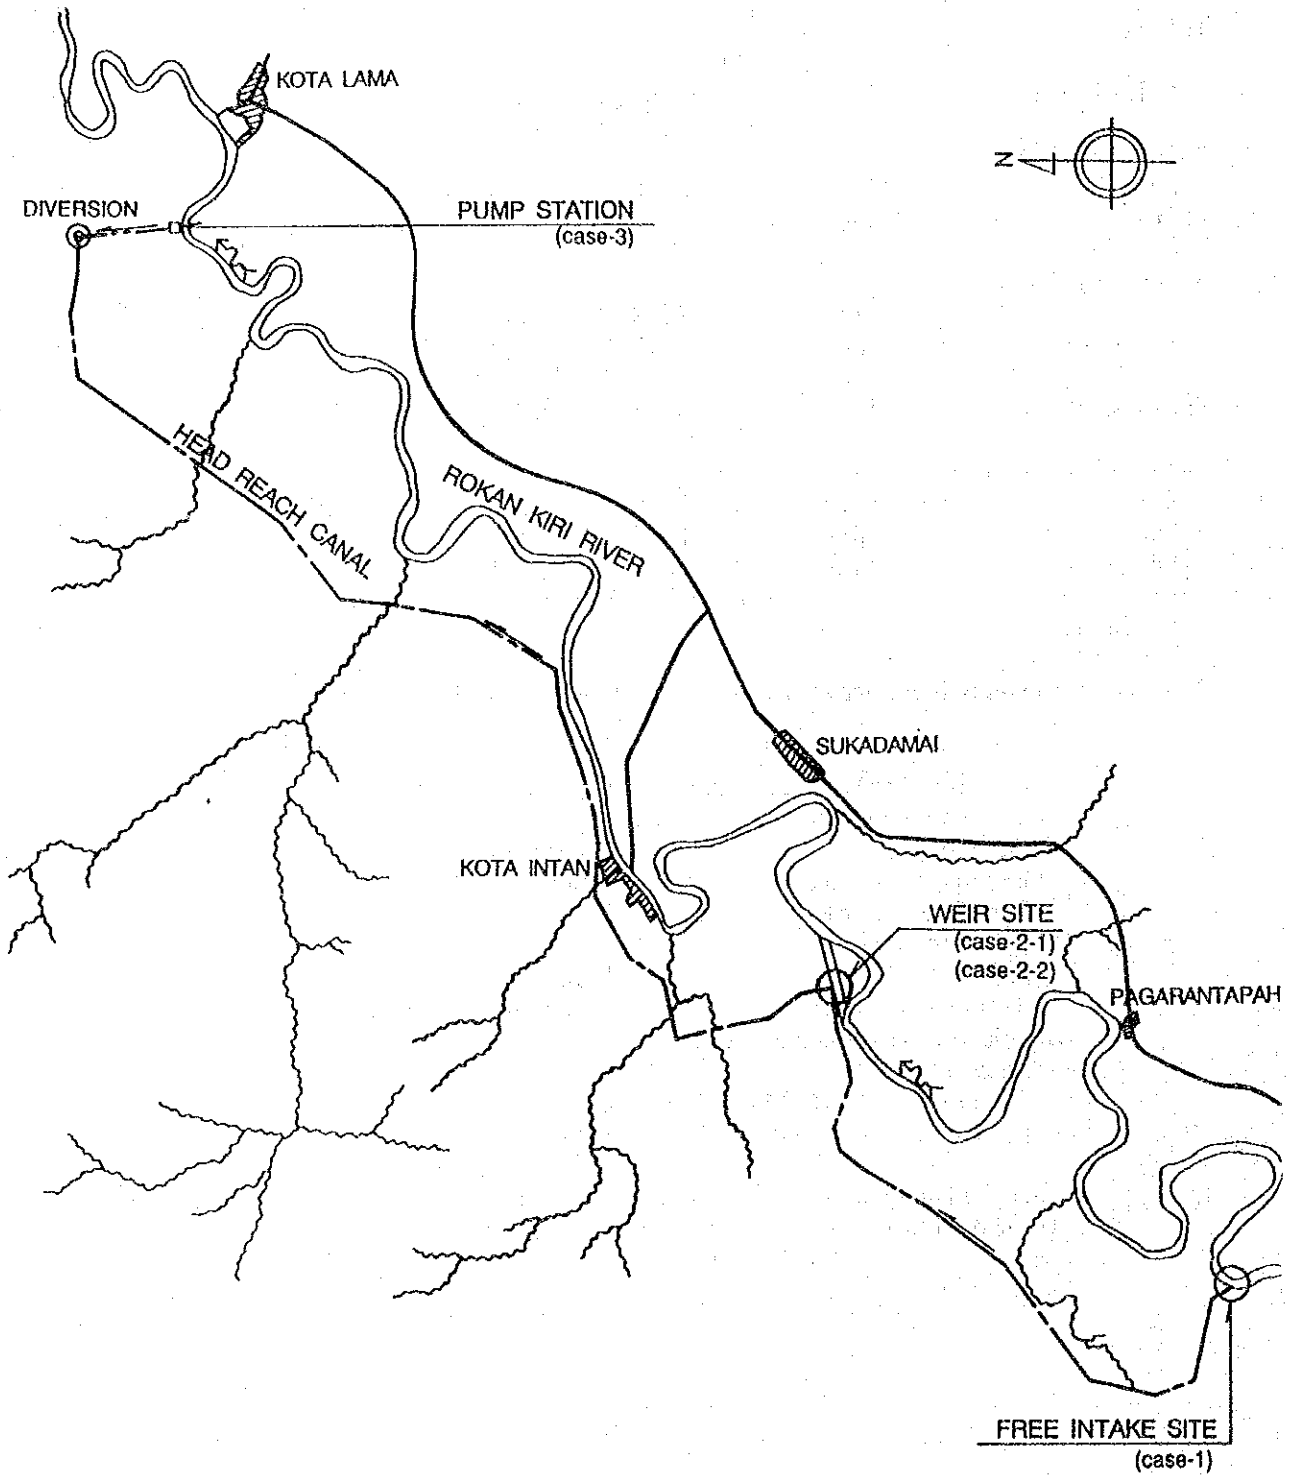 KOTA LAMA
N
DIVERSION
PUMP STATION
(case-3)
HEAD REACH CANAL
ROKAN KIRI RIVER
SUKADAMAI
KOTA INTAN
WEIR SITE
(case-2-1)
(case-2-2)
PAGARANTAPAH
FREE INTAKE SITE
(case-1)